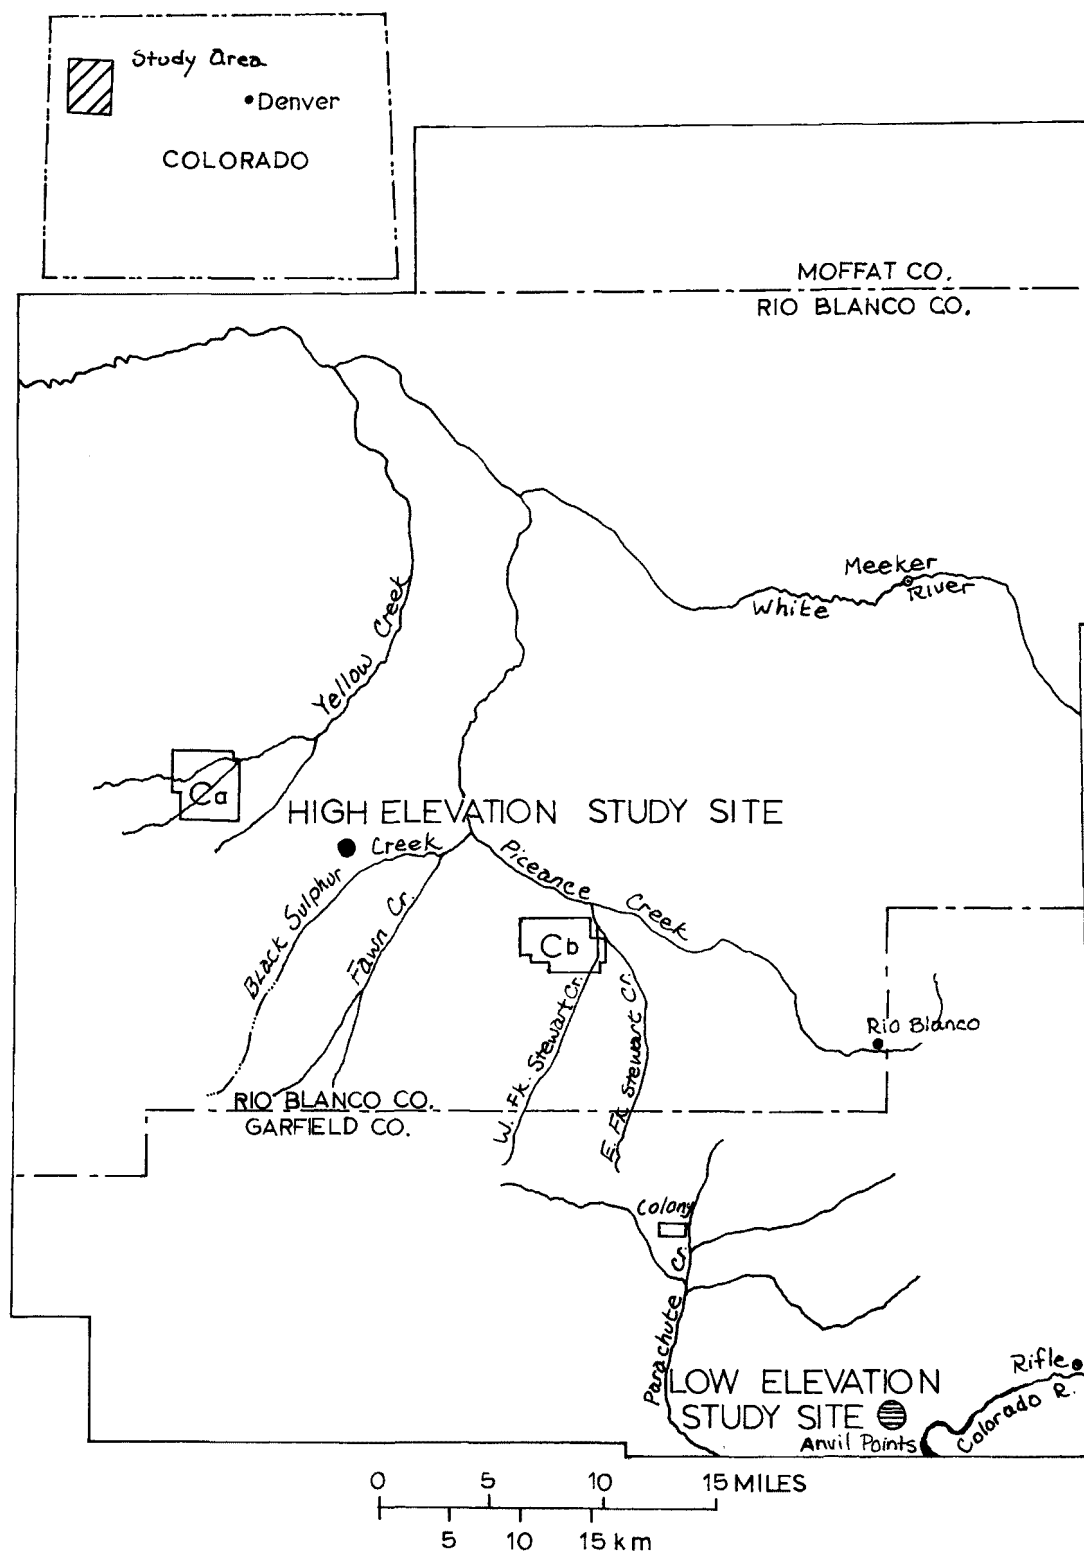 Study Area
Denver
COLORADO
MOFFAT CO.
RIO BLANCO CO.
Meeker
White River
Yellow Creek
Ca
HIGH ELEVATION STUDY SITE
Black Sulphur Creek
Piceance Creek
Fawn Cr.
Cb
W. Fk. Stewart Cr.
E. Fk. Stewart Cr.
Rio Blanco
RIO BLANCO CO.
GARFIELD CO.
Colony
Parachute Cr.
LOW ELEVATION
STUDY SITE
Anvil Points
Rifle
Colorado R.
0 5 10 15 MILES
5 10 15 km